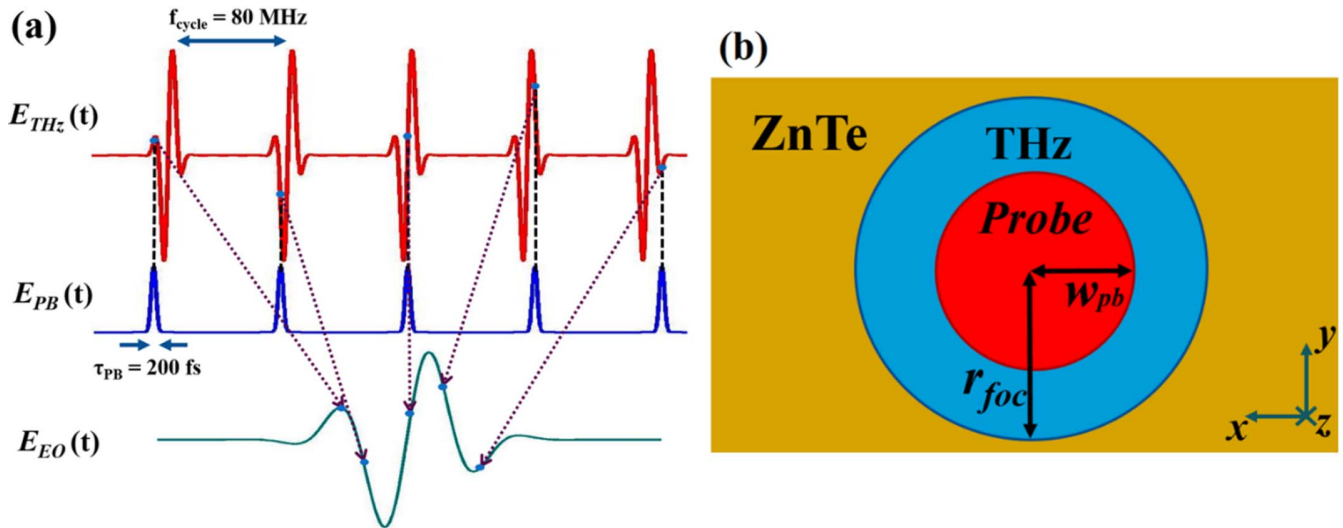 (a)
f_cycle = 80 MHz
E_THz (t)
E_PB (t)
τ_PB = 200 fs
E_EO (t)
(b)
ZnTe
THz
Probe
w_pb
r_foc
y
x
z